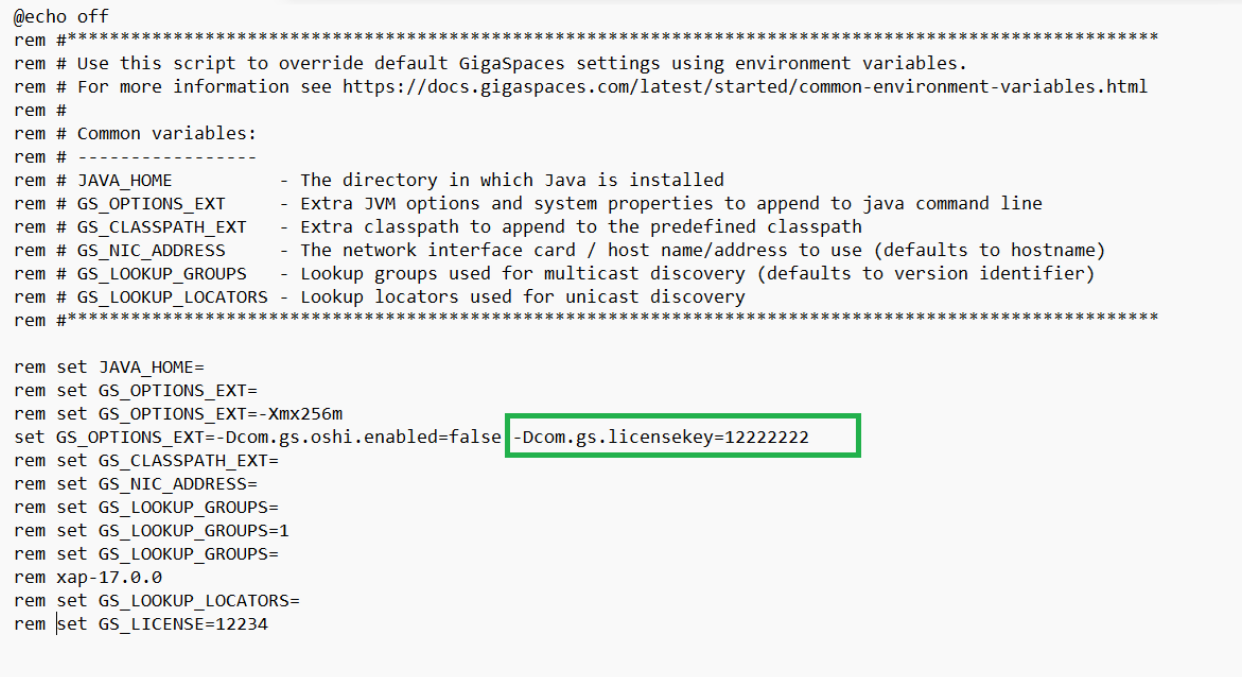 @echo off
rem #*******************************************************************************************************
rem # Use this script to override default GigaSpaces settings using environment variables.
rem # For more information see https://docs.gigaspaces.com/latest/started/common-environment-variables.html
rem #
rem # Common variables:
rem # -----------------
rem # JAVA_HOME          - The directory in which Java is installed
rem # GS_OPTIONS_EXT     - Extra JVM options and system properties to append to java command line
rem # GS_CLASSPATH_EXT   - Extra classpath to append to the predefined classpath
rem # GS_NIC_ADDRESS     - The network interface card / host name/address to use (defaults to hostname)
rem # GS_LOOKUP_GROUPS   - Lookup groups used for multicast discovery (defaults to version identifier)
rem # GS_LOOKUP_LOCATORS - Lookup locators used for unicast discovery
rem #*******************************************************************************************************
rem set JAVA_HOME=
rem set GS_OPTIONS_EXT=
rem set GS_OPTIONS_EXT=-Xmx256m
set GS_OPTIONS_EXT=-Dcom.gs.oshi.enabled=false -Dcom.gs.licensekey=12222222
rem set GS_CLASSPATH_EXT=
rem set GS_NIC_ADDRESS=
rem set GS_LOOKUP_GROUPS=
rem set GS_LOOKUP_GROUPS=1
rem set GS_LOOKUP_GROUPS=
rem xap-17.0.0
rem set GS_LOOKUP_LOCATORS=
rem set GS_LICENSE=12234